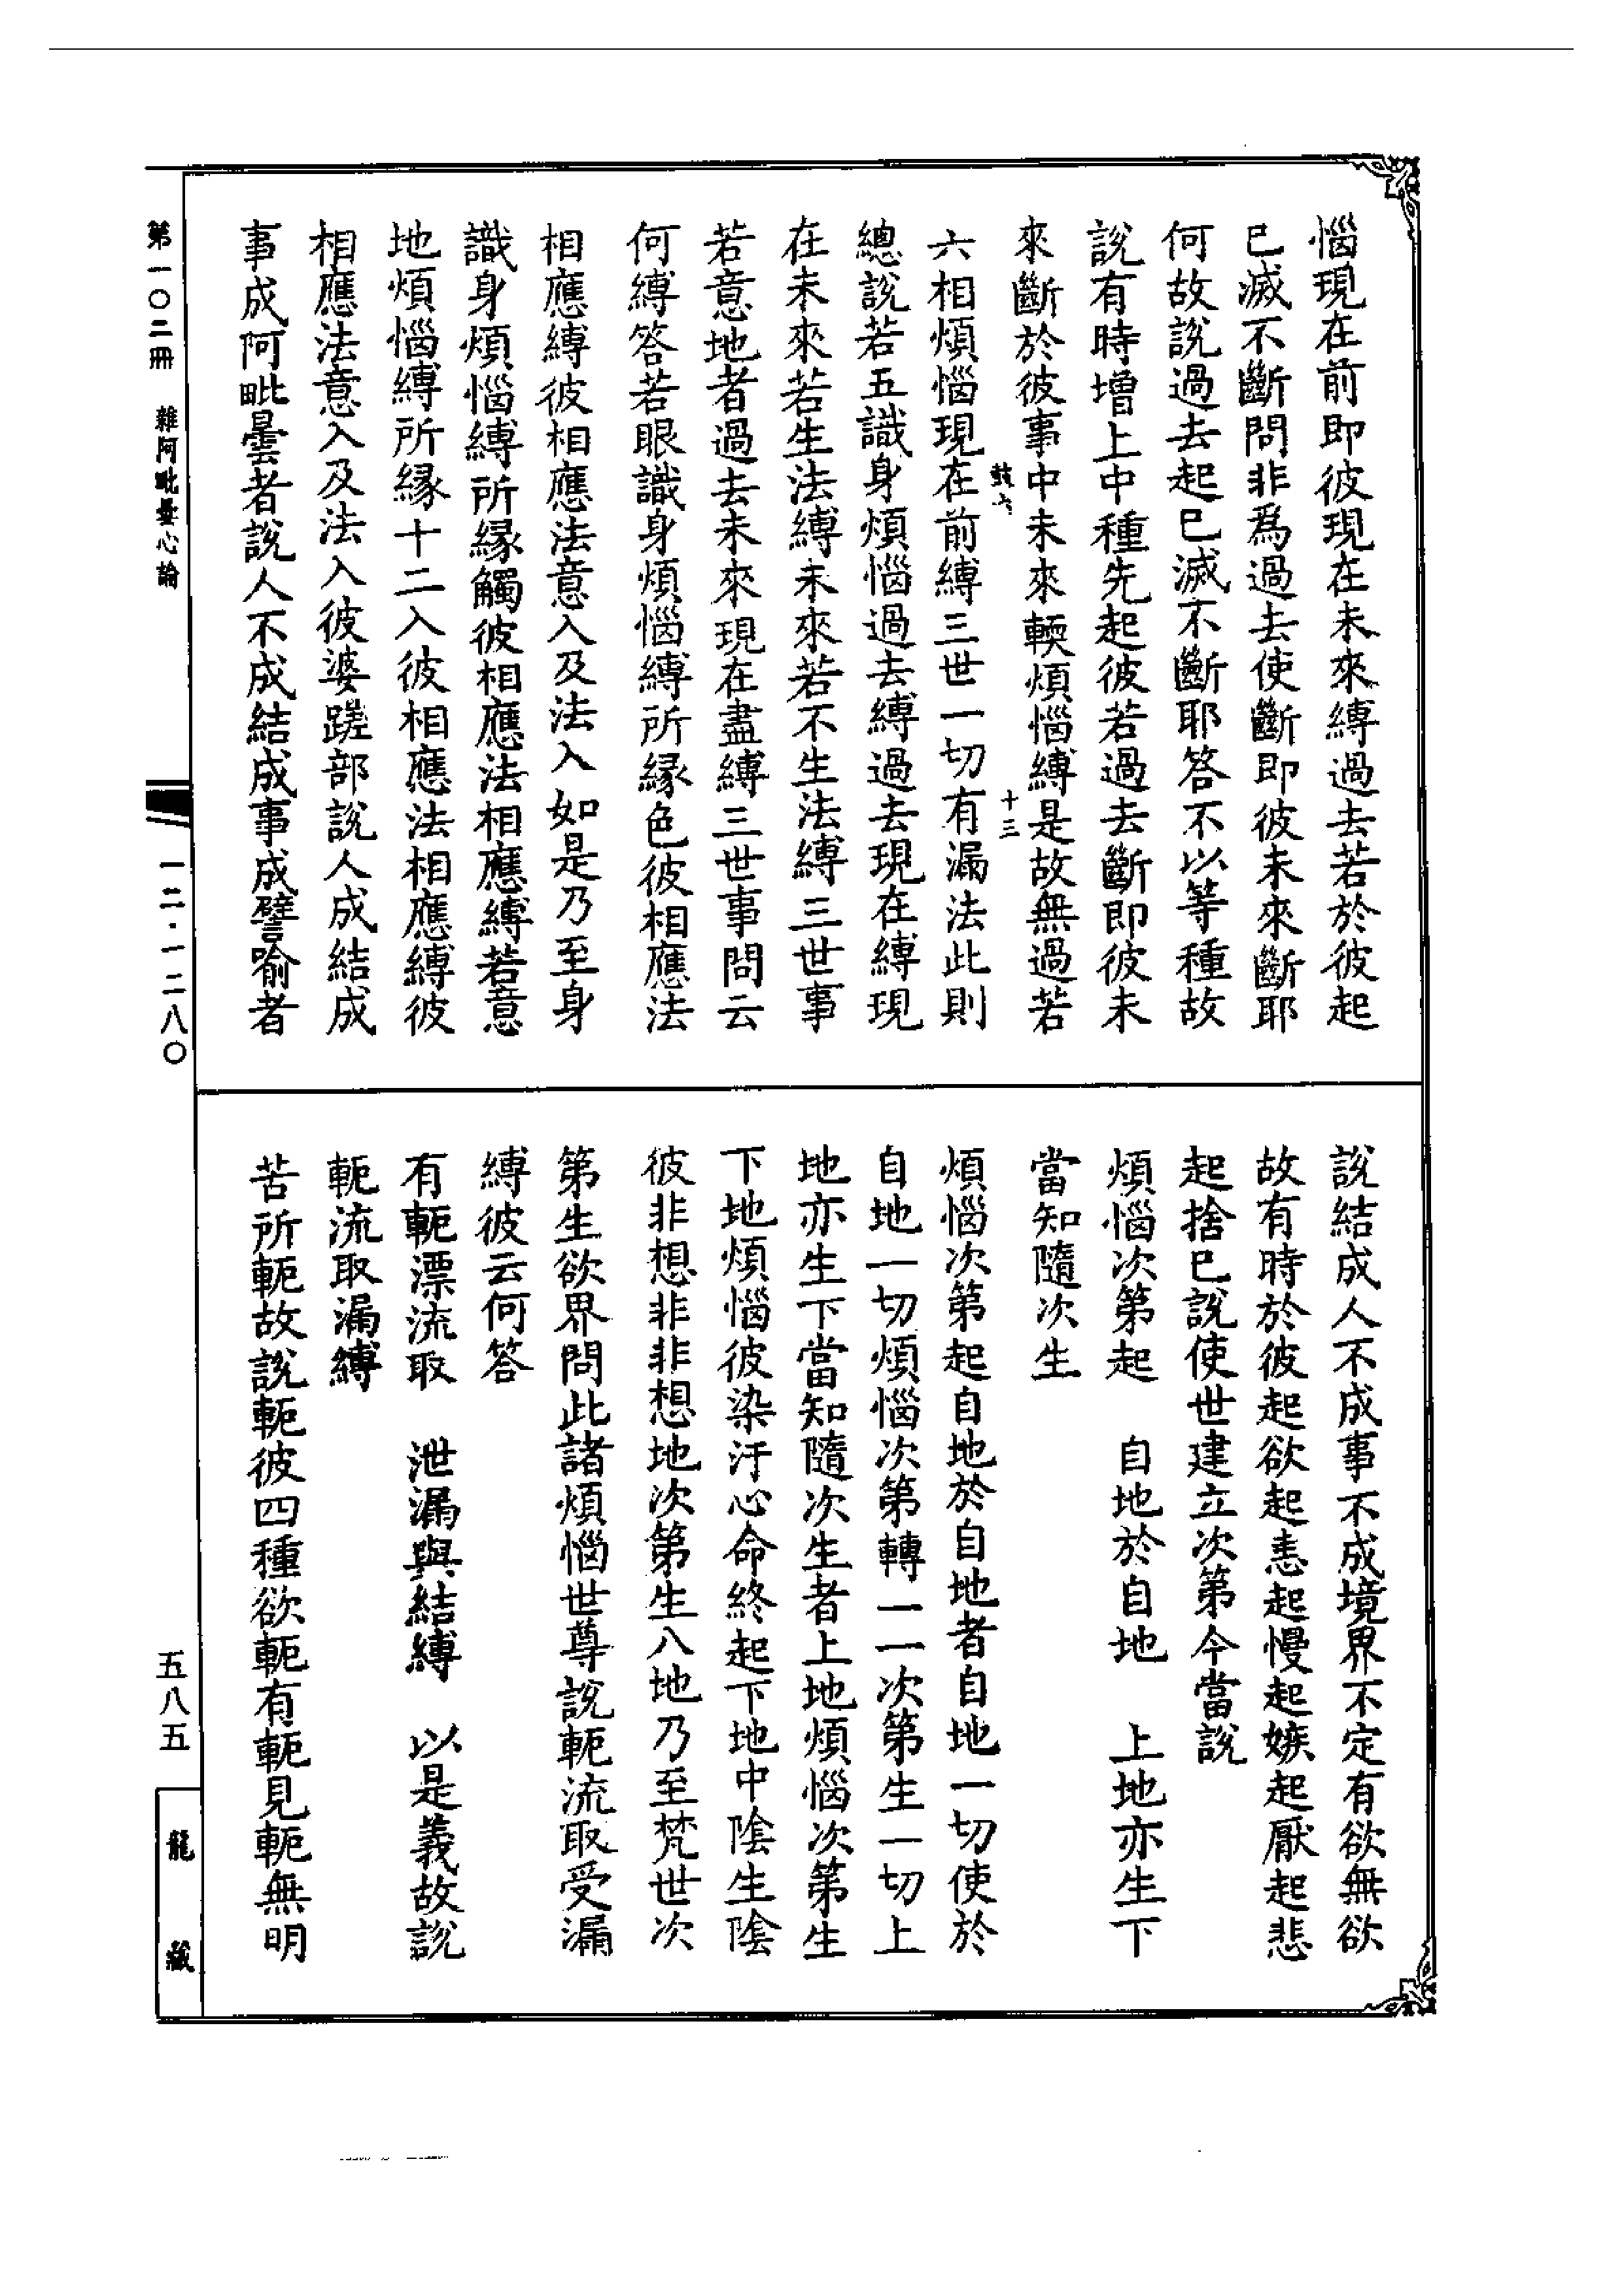 惱現在前即彼現在未來縛過去若於彼起
已滅不斷問非為過去使斷即彼未來斷耶
何故說過去起已滅不斷耶答不以等種故
說有時增上中種先起彼若過去斷即彼未
來斷於彼事中未來輭煩惱縛是故無過若
鼓六 十三
六相煩惱現在前縛三世一切有漏法此則
總說若五識身煩惱過去縛過去現在縛現
在未來若生法縛未來若不生法縛三世事
若意地者過去未來現在盡縛三世事問云
何縛答若眼識身煩惱縛所緣色彼相應法
相應縛彼相應法意入及法入如是乃至身
識身煩惱縛所緣觸彼相應法相應縛若意
地煩惱縛所緣十二入彼相應法相應縛彼
相應法意入及法入彼婆蹉部說人成結成
事成阿毗曇者說人不成結成事成譬喻者
說結成人不成事不成境界不定有欲無欲
故有時於彼起欲起恚起慢起嫉起厭起悲
起捨已說使世建立次第今當說
煩惱次第起 自地於自地 上地亦生下
當知隨次生
煩惱次第起自地於自地者自地一切使於
自地一切煩惱次第轉一一次第生一切上
地亦生下當知隨次生者上地煩惱次第生
下地煩惱彼染汙心命終起下地中陰生陰
彼非想非非想地次第生八地乃至梵世次
第生欲界問此諸煩惱世尊說軛流取受漏
縛彼云何答
有軛漂流取 泄漏與結縛 以是義故說
軛流取漏縛
苦所軛故說軛彼四種欲軛有軛見軛無明
第一〇二冊 雜阿毗曇心論 一二·一二八〇 五八五 龍藏